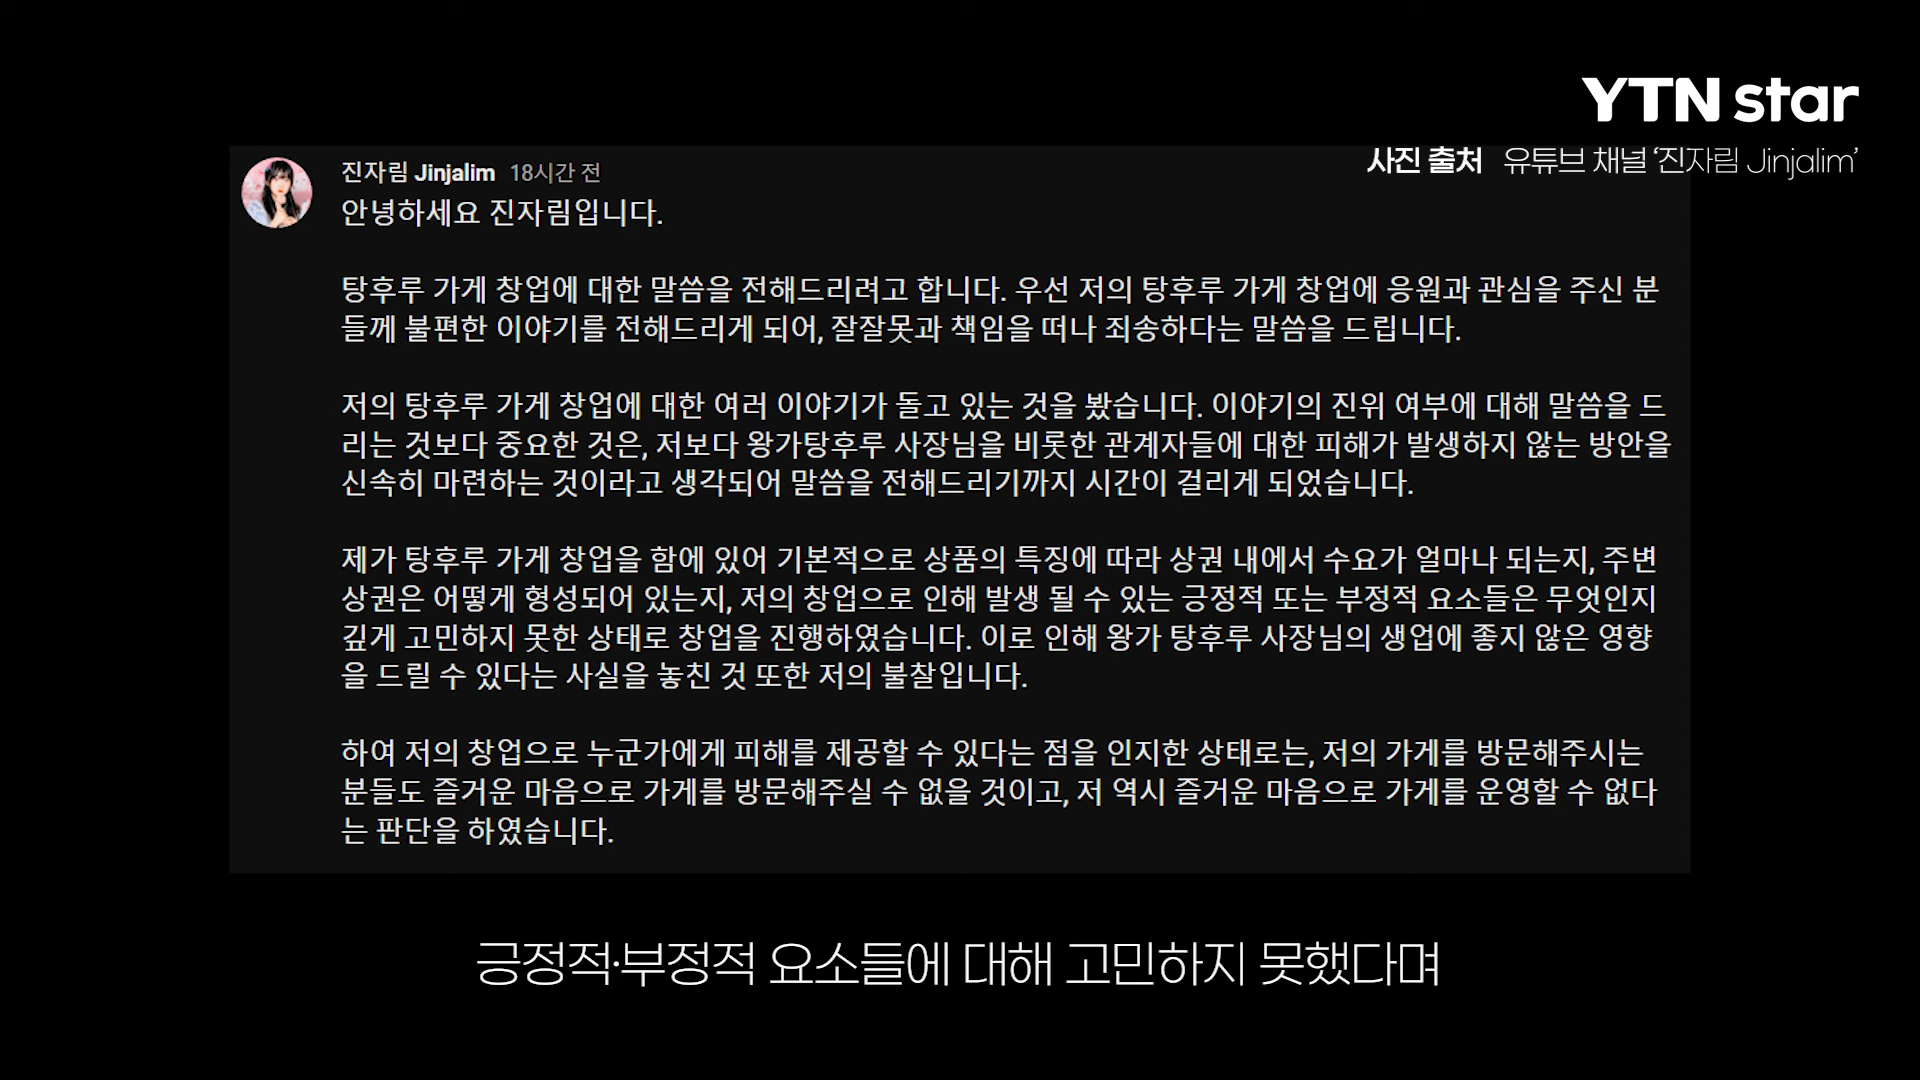 YTN star
사진 출처 유튜브 채널 ‘진자림 Jinjalim’
진자림 Jinjalim 18시간 전
안녕하세요 진자림입니다.
탕후루 가게 창업에 대한 말씀을 전해드리려고 합니다. 우선 저의 탕후루 가게 창업에 응원과 관심을 주신 분
들께 불편한 이야기를 전해드리게 되어, 잘잘못과 책임을 떠나 죄송하다는 말씀을 드립니다.
저의 탕후루 가게 창업에 대한 여러 이야기가 돌고 있는 것을 봤습니다. 이야기의 진위 여부에 대해 말씀을 드
리는 것보다 중요한 것은, 저보다 왕가탕후루 사장님을 비롯한 관계자들에 대한 피해가 발생하지 않는 방안을
신속히 마련하는 것이라고 생각되어 말씀을 전해드리기까지 시간이 걸리게 되었습니다.
제가 탕후루 가게 창업을 함에 있어 기본적으로 상품의 특징에 따라 상권 내에서 수요가 얼마나 되는지, 주변
상권은 어떻게 형성되어 있는지, 저의 창업으로 인해 발생 될 수 있는 긍정적 또는 부정적 요소들은 무엇인지
깊게 고민하지 못한 상태로 창업을 진행하였습니다. 이로 인해 왕가 탕후루 사장님의 생업에 좋지 않은 영향
을 드릴 수 있다는 사실을 놓친 것 또한 저의 불찰입니다.
하여 저의 창업으로 누군가에게 피해를 제공할 수 있다는 점을 인지한 상태로는, 저의 가게를 방문해주시는
분들도 즐거운 마음으로 가게를 방문해주실 수 없을 것이고, 저 역시 즐거운 마음으로 가게를 운영할 수 없다
는 판단을 하였습니다.
긍정적·부정적 요소들에 대해 고민하지 못했다며